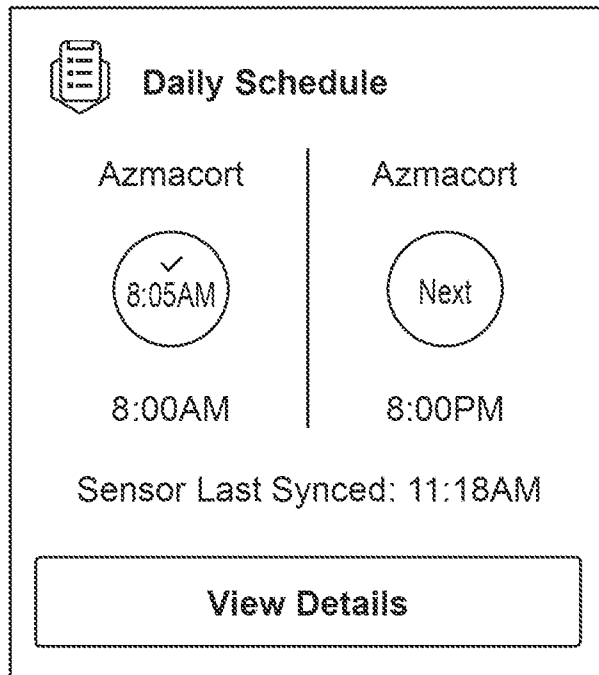 Daily Schedule
Azmacort Azmacort
✓
8:05AM Next
8:00AM 8:00PM
Sensor Last Synced: 11:18AM
View Details